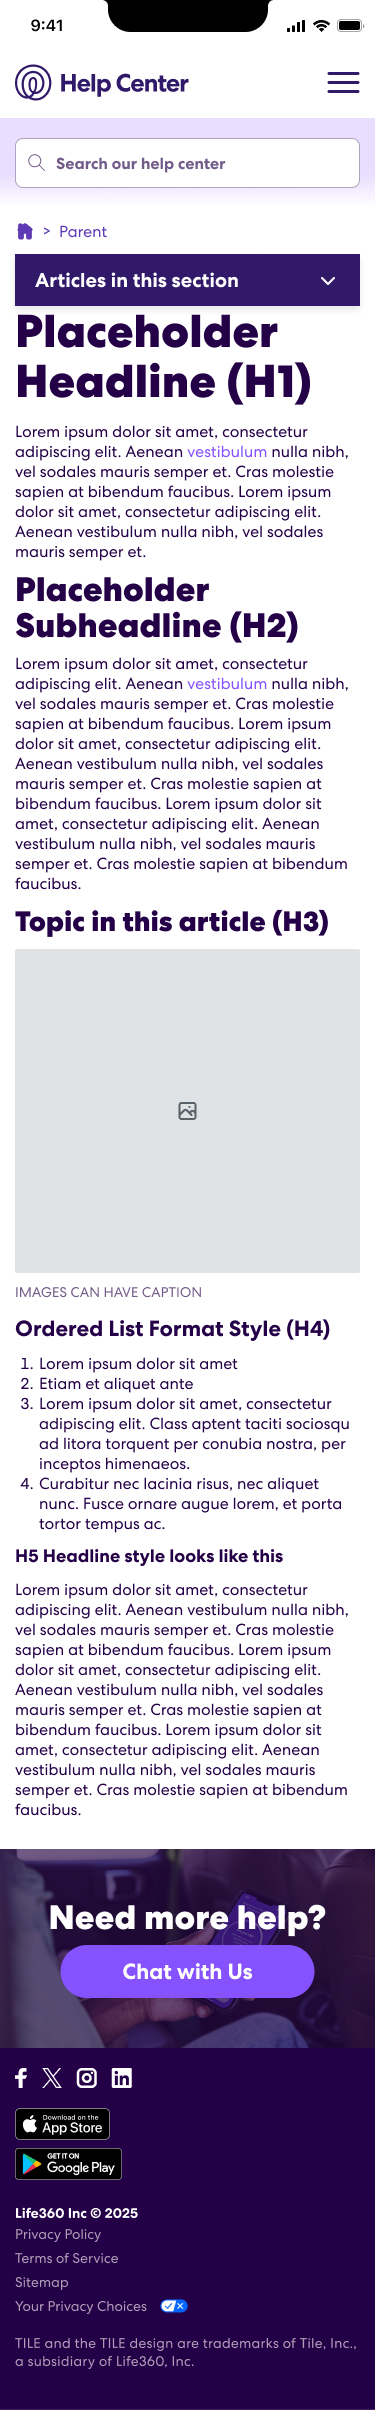 9:41
Help Center
Search our help center
> Parent
Articles in this section
Placeholder
Headline (H1)
Lorem ipsum dolor sit amet, consectetur
adipiscing elit. Aenean vestibulum nulla nibh,
vel sodales mauris semper et. Cras molestie
sapien at bibendum faucibus. Lorem ipsum
dolor sit amet, consectetur adipiscing elit.
Aenean vestibulum nulla nibh, vel sodales
mauris semper et.
Placeholder
Subheadline (H2)
Lorem ipsum dolor sit amet, consectetur
adipiscing elit. Aenean vestibulum nulla nibh,
vel sodales mauris semper et. Cras molestie
sapien at bibendum faucibus. Lorem ipsum
dolor sit amet, consectetur adipiscing elit.
Aenean vestibulum nulla nibh, vel sodales
mauris semper et. Cras molestie sapien at
bibendum faucibus. Lorem ipsum dolor sit
amet, consectetur adipiscing elit. Aenean
vestibulum nulla nibh, vel sodales mauris
semper et. Cras molestie sapien at bibendum
faucibus.
Topic in this article (H3)
IMAGES CAN HAVE CAPTION
Ordered List Format Style (H4)
1. Lorem ipsum dolor sit amet
2. Etiam et aliquet ante
3. Lorem ipsum dolor sit amet, consectetur
adipiscing elit. Class aptent taciti sociosqu
ad litora torquent per conubia nostra, per
inceptos himenaeos.
4. Curabitur nec lacinia risus, nec aliquet
nunc. Fusce ornare augue lorem, et porta
tortor tempus ac.
H5 Headline style looks like this
Lorem ipsum dolor sit amet, consectetur
adipiscing elit. Aenean vestibulum nulla nibh,
vel sodales mauris semper et. Cras molestie
sapien at bibendum faucibus. Lorem ipsum
dolor sit amet, consectetur adipiscing elit.
Aenean vestibulum nulla nibh, vel sodales
mauris semper et. Cras molestie sapien at
bibendum faucibus. Lorem ipsum dolor sit
amet, consectetur adipiscing elit. Aenean
vestibulum nulla nibh, vel sodales mauris
semper et. Cras molestie sapien at bibendum
faucibus.
Need more help?
Chat with Us
Download on the
App Store
GET IT ON
Google Play
Life360 Inc © 2025
Privacy Policy
Terms of Service
Sitemap
Your Privacy Choices
TILE and the TILE design are trademarks of Tile, Inc.,
a subsidiary of Life360, Inc.